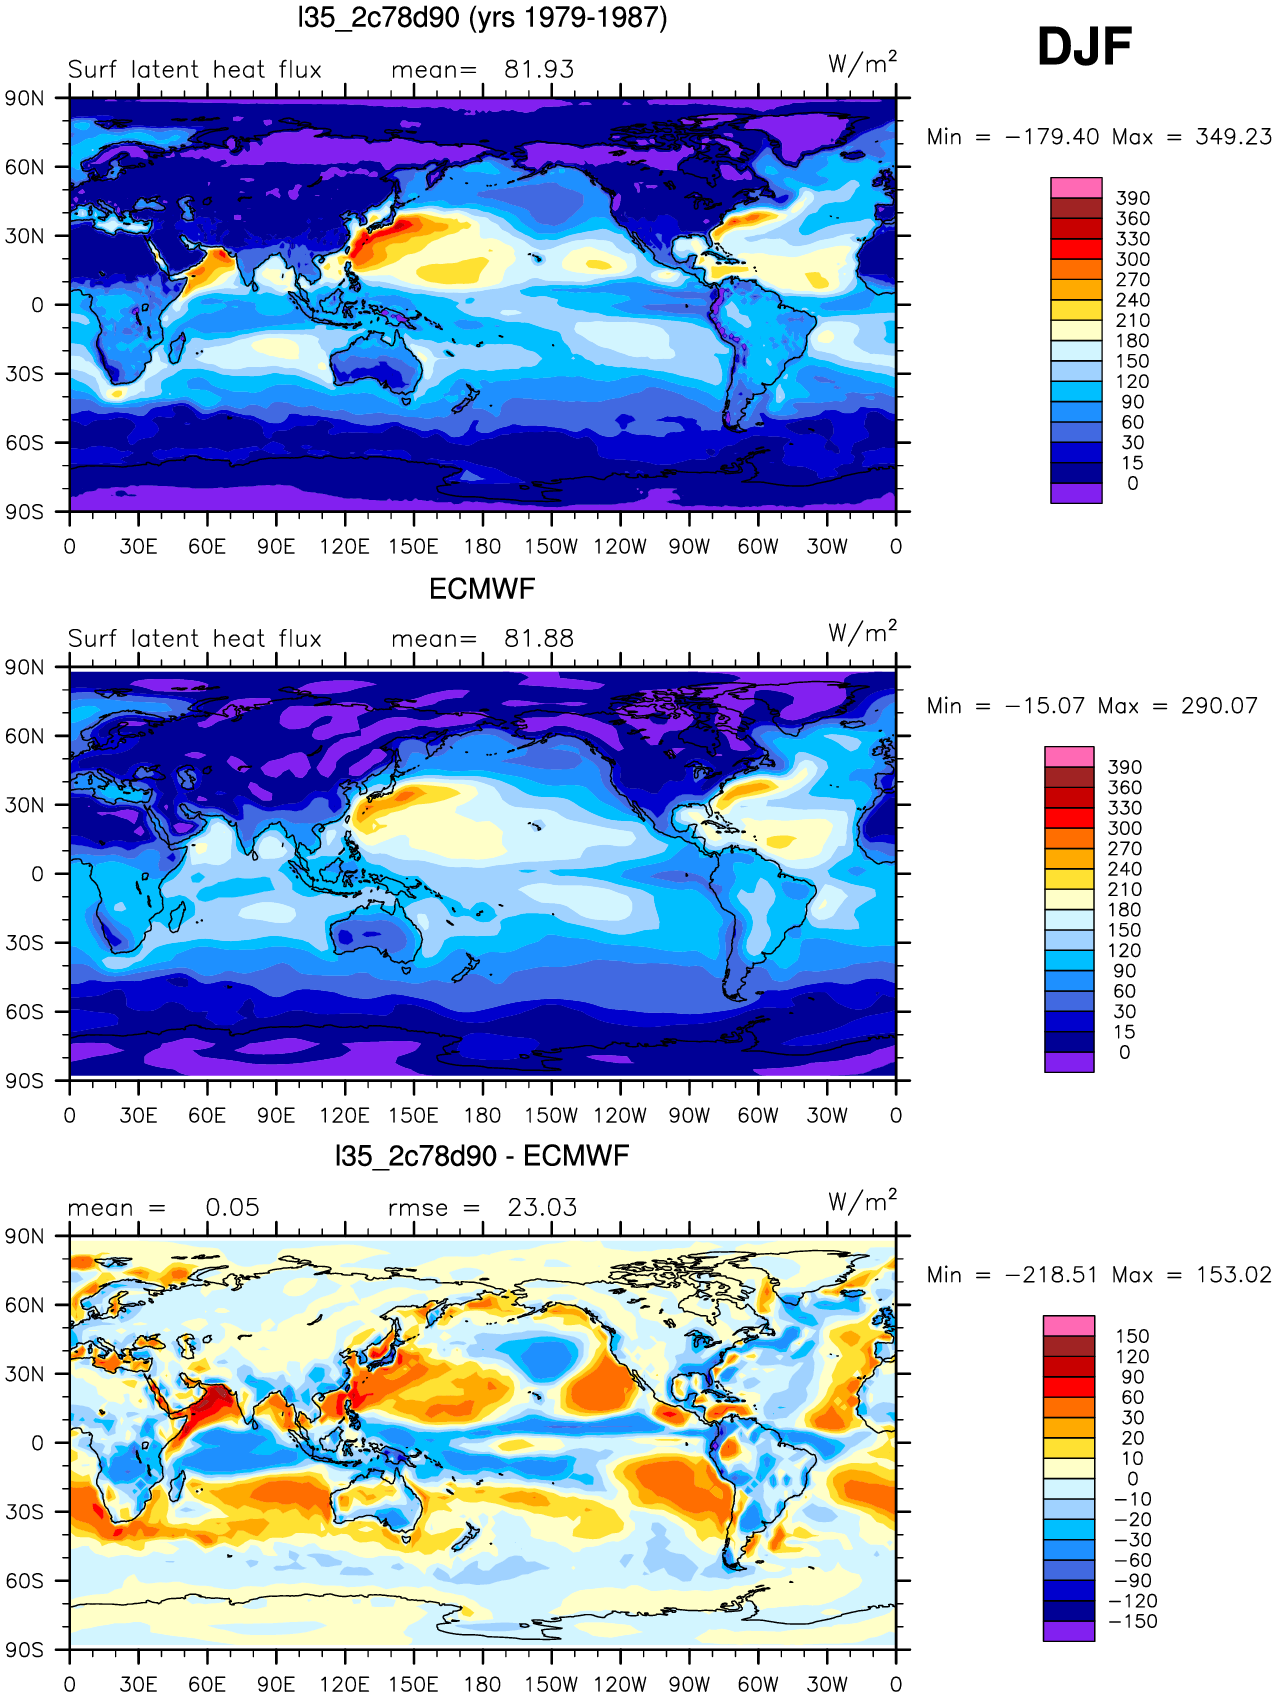 l35_2c78d90 (yrs 1979-1987)
DJF
Surf latent heat flux mean= 81.93 W/m²
Min = −179.40 Max = 349.23
90N
60N
30N
0
30S
60S
90S
0 30E 60E 90E 120E 150E 180 150W 120W 90W 60W 30W 0
390
360
330
300
270
240
210
180
150
120
90
60
30
15
0
ECMWF
Surf latent heat flux mean= 81.88 W/m²
Min = −15.07 Max = 290.07
90N
60N
30N
0
30S
60S
90S
0 30E 60E 90E 120E 150E 180 150W 120W 90W 60W 30W 0
390
360
330
300
270
240
210
180
150
120
90
60
30
15
0
l35_2c78d90 - ECMWF
mean = 0.05 rmse = 23.03 W/m²
Min = −218.51 Max = 153.02
90N
60N
30N
0
30S
60S
90S
0 30E 60E 90E 120E 150E 180 150W 120W 90W 60W 30W 0
150
120
90
60
30
20
10
0
−10
−20
−30
−60
−90
−120
−150